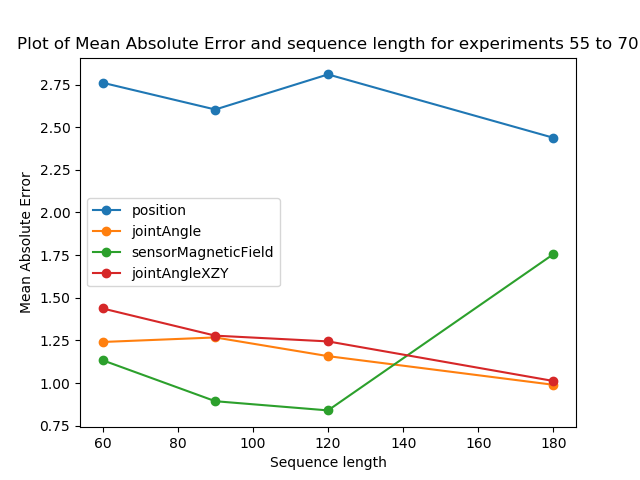 Plot of Mean Absolute Error and sequence length for experiments 55 to 70
Mean Absolute Error
2.75
2.50
2.25
2.00
1.75
1.50
1.25
1.00
0.75
position
jointAngle
sensorMagneticField
jointAngleXZY
60 80 100 120 140 160 180
Sequence length